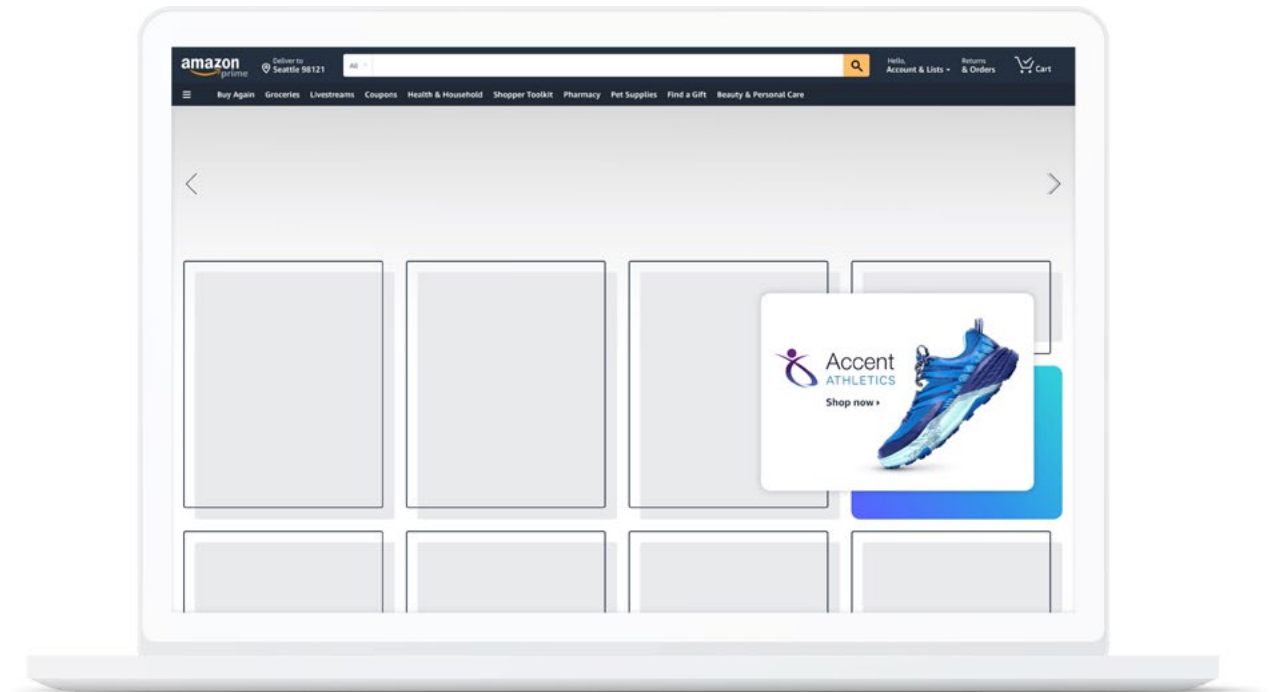 amazon
prime
Deliver to
Seattle 98121
All
Hello,
Account & Lists
Returns
& Orders
Cart
Buy Again Groceries Livestreams Coupons Health & Household Shopper Toolkit Pharmacy Pet Supplies Find a Gift Beauty & Personal Care
Accent
ATHLETICS
Shop now ›